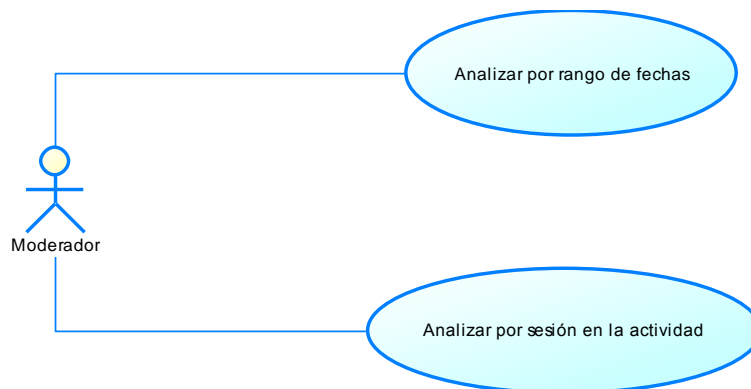 Analizar por rango de fechas
Moderador
Analizar por sesión en la actividad